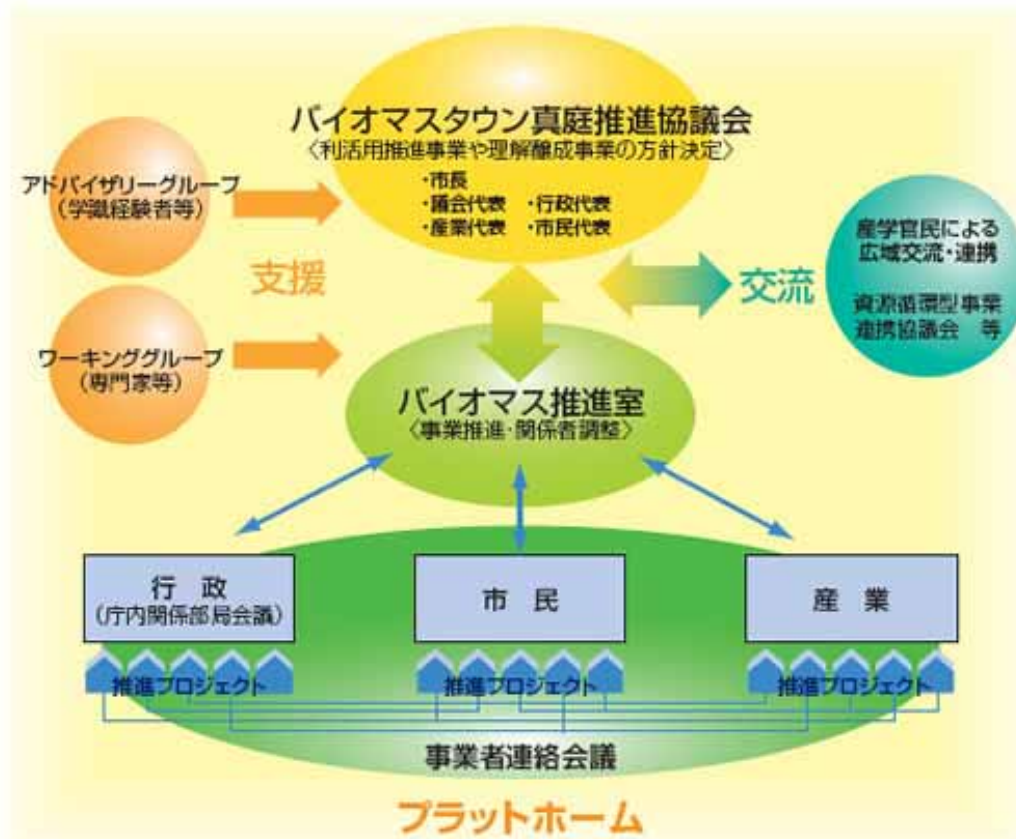 バイオマスタウン真庭推進協議会
〈利活用推進事業や理解醸成事業の方針決定〉
・市長
・議会代表 ・行政代表
・産業代表 ・市民代表
アドバイザリーグループ
(学識経験者等)
支援
ワーキンググループ
(専門家等)
交流
産学官民による
広域交流・連携
資源循環型事業
連携協議会 等
バイオマス推進室
〈事業推進・関係者調整〉
行 政
(庁内関係部局会議)
市 民
産 業
推進プロジェクト
推進プロジェクト
推進プロジェクト
事業者連絡会議
プラットホーム